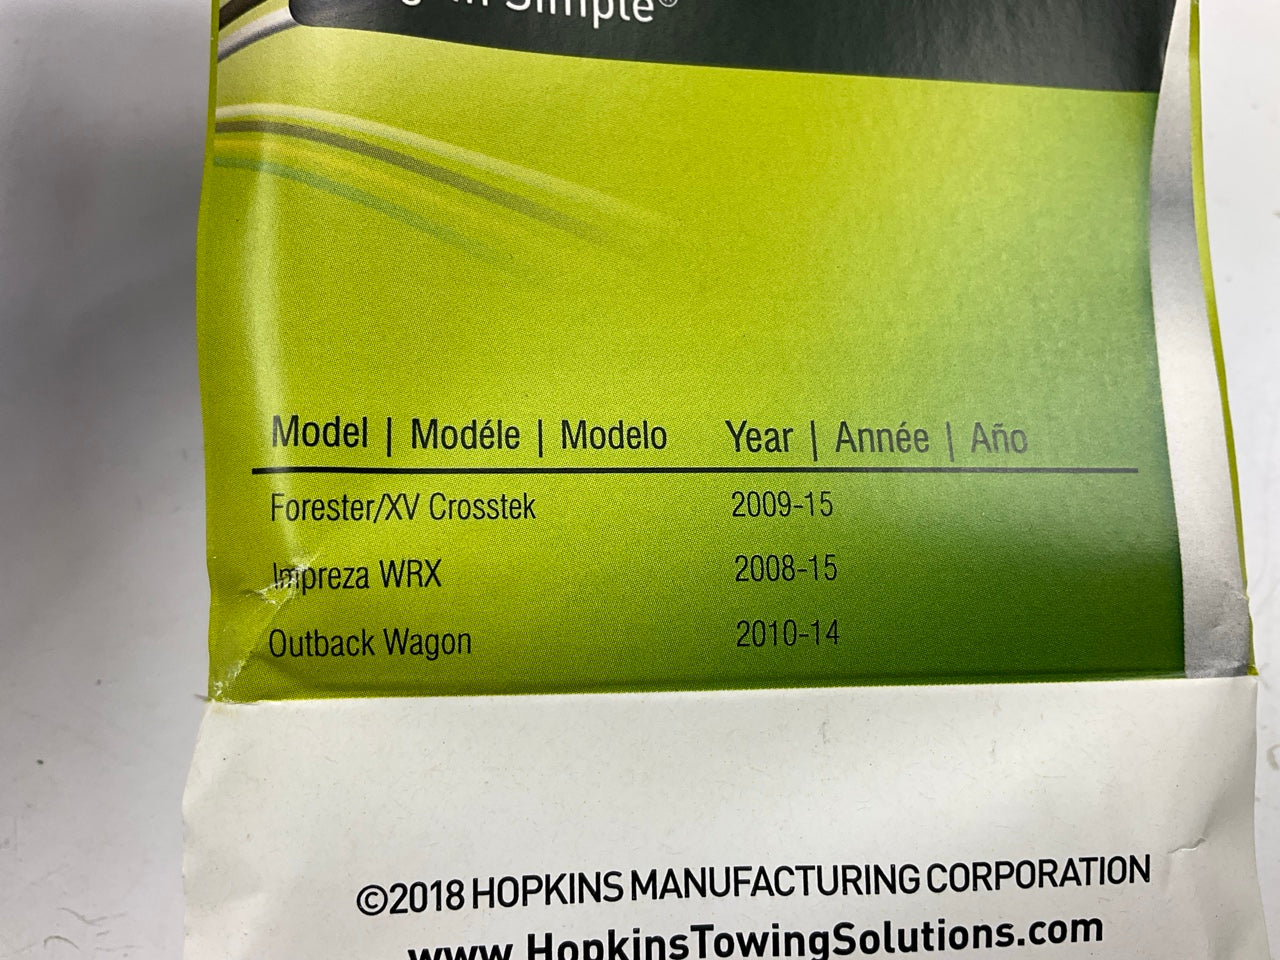 Simple®
Model | Modéle | Modelo Year | Année | Año
Forester/XV Crosstek 2009-15
Impreza WRX 2008-15
Outback Wagon 2010-14
©2018 HOPKINS MANUFACTURING CORPORATION
www.HopkinsTowingSolutions.com